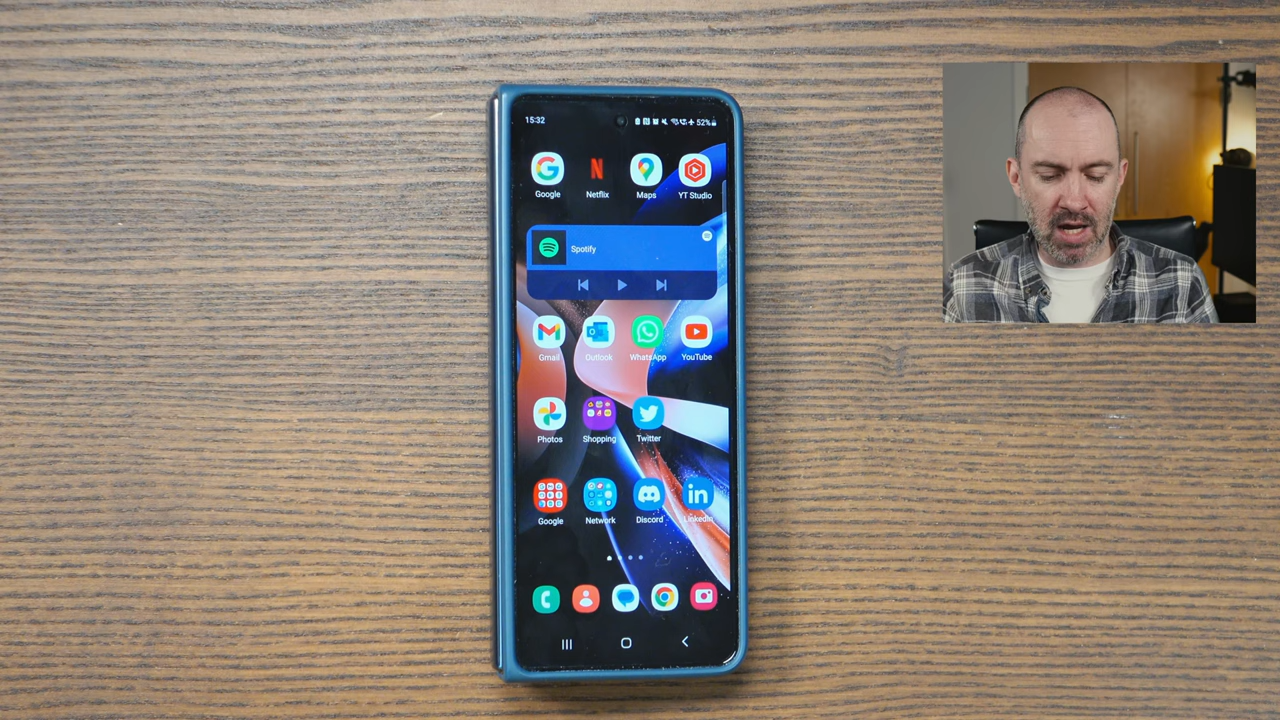 15:32 52%
Google Netflix Maps YT Studio
Spotify
Gmail Outlook WhatsApp YouTube
Photos Shopping Twitter
Google Network Discord LinkedIn